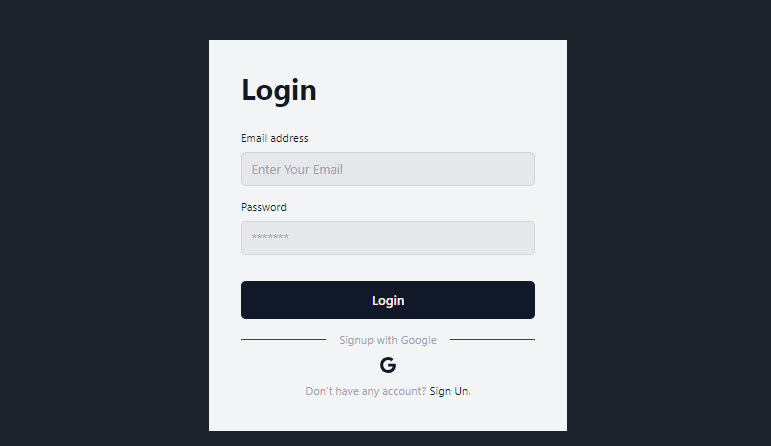 Login
Email address
Enter Your Email
Password
*******
Login
Signup with Google
G
Don't have any account? Sign Un.